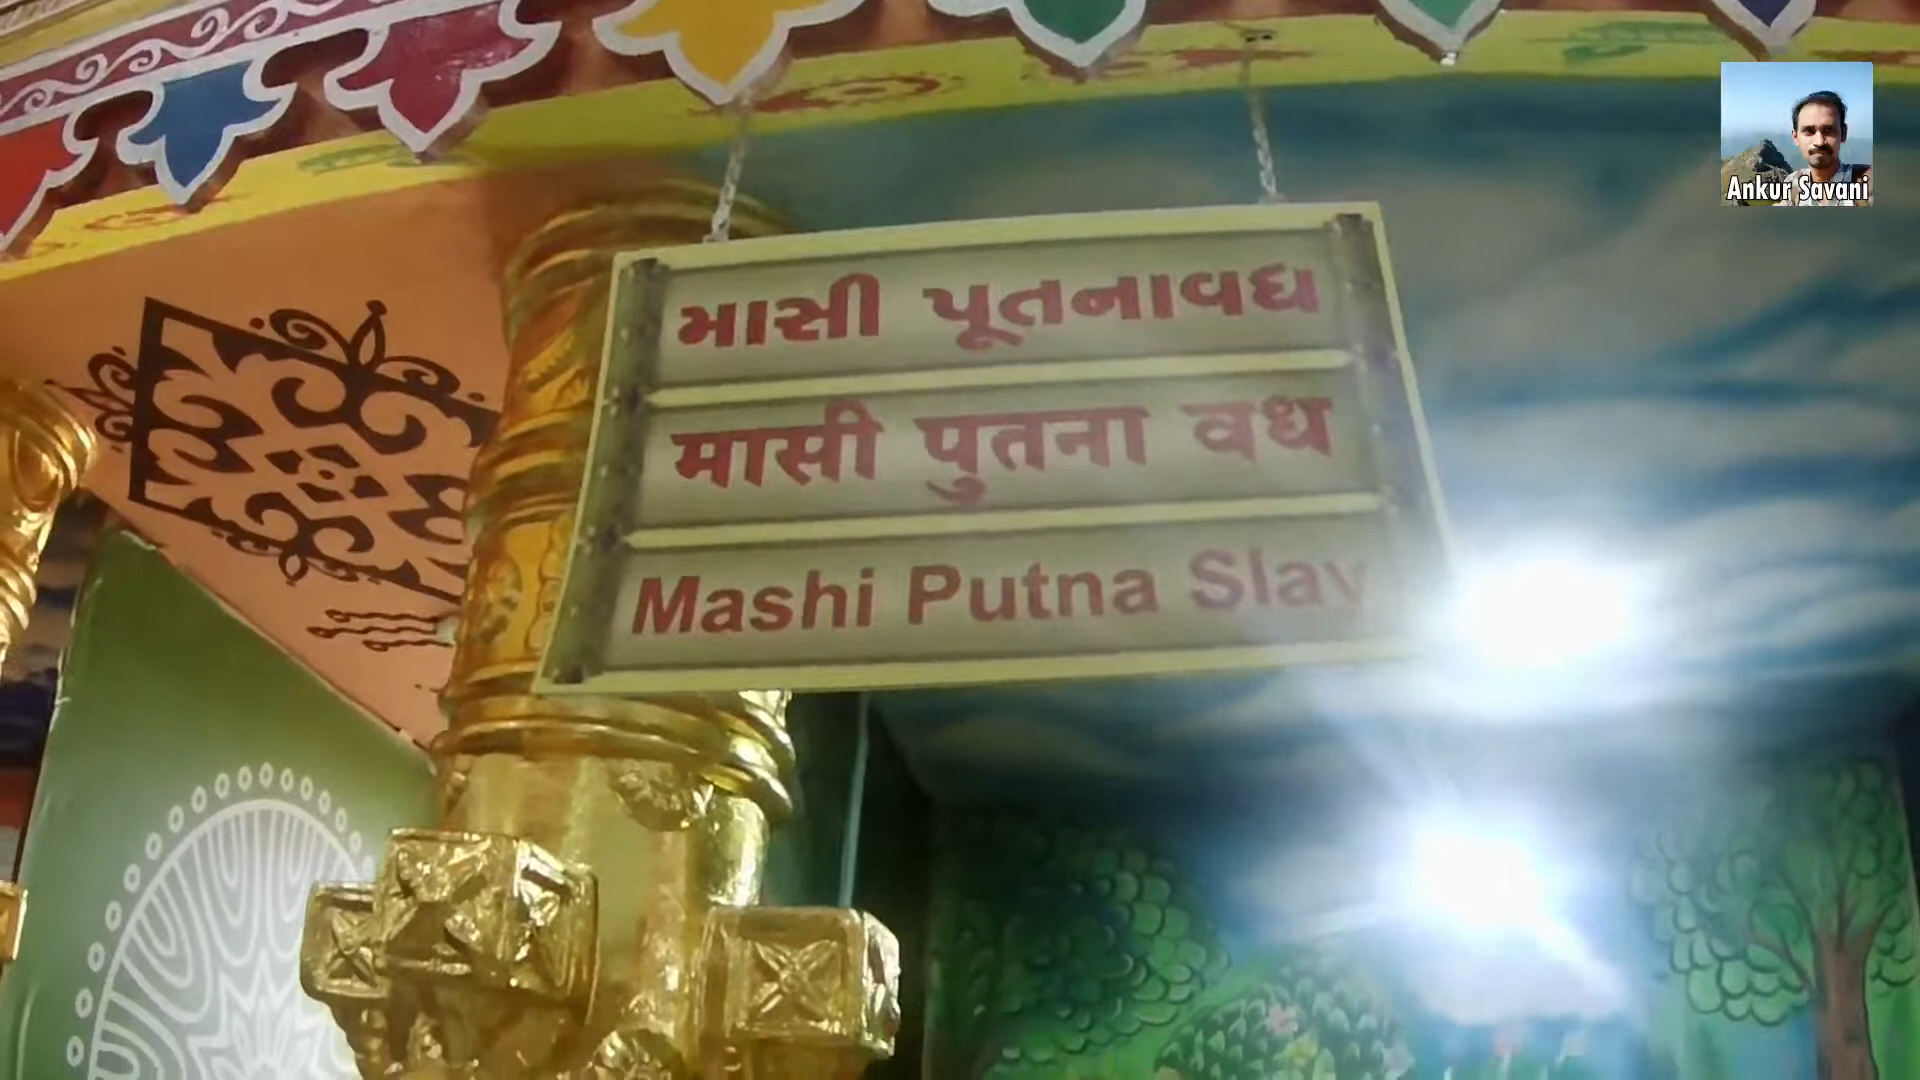 Ankur Savani
માસી પૂતનાવધ
मासी पुतना वध
Mashi Putna Slay